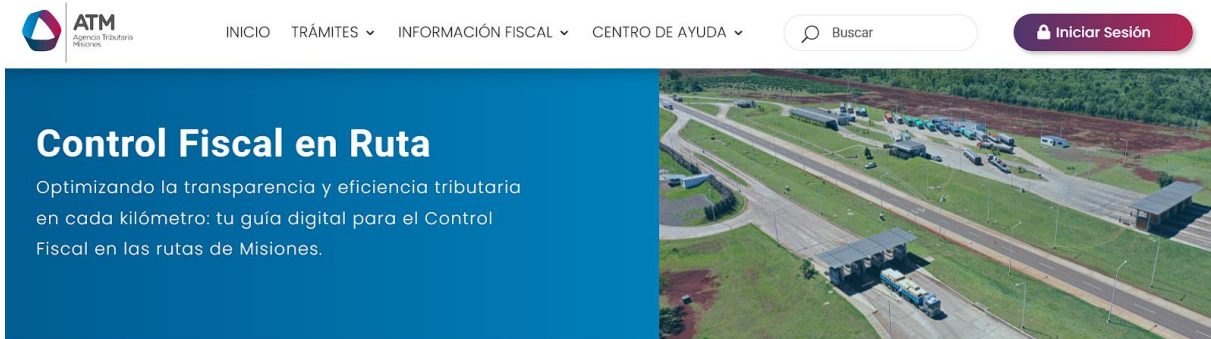 ATM
Agencia Tributaria
Misiones
INICIO TRÁMITES INFORMACIÓN FISCAL CENTRO DE AYUDA Buscar Iniciar Sesión
Control Fiscal en Ruta
Optimizando la transparencia y eficiencia tributaria
en cada kilómetro: tu guía digital para el Control
Fiscal en las rutas de Misiones.